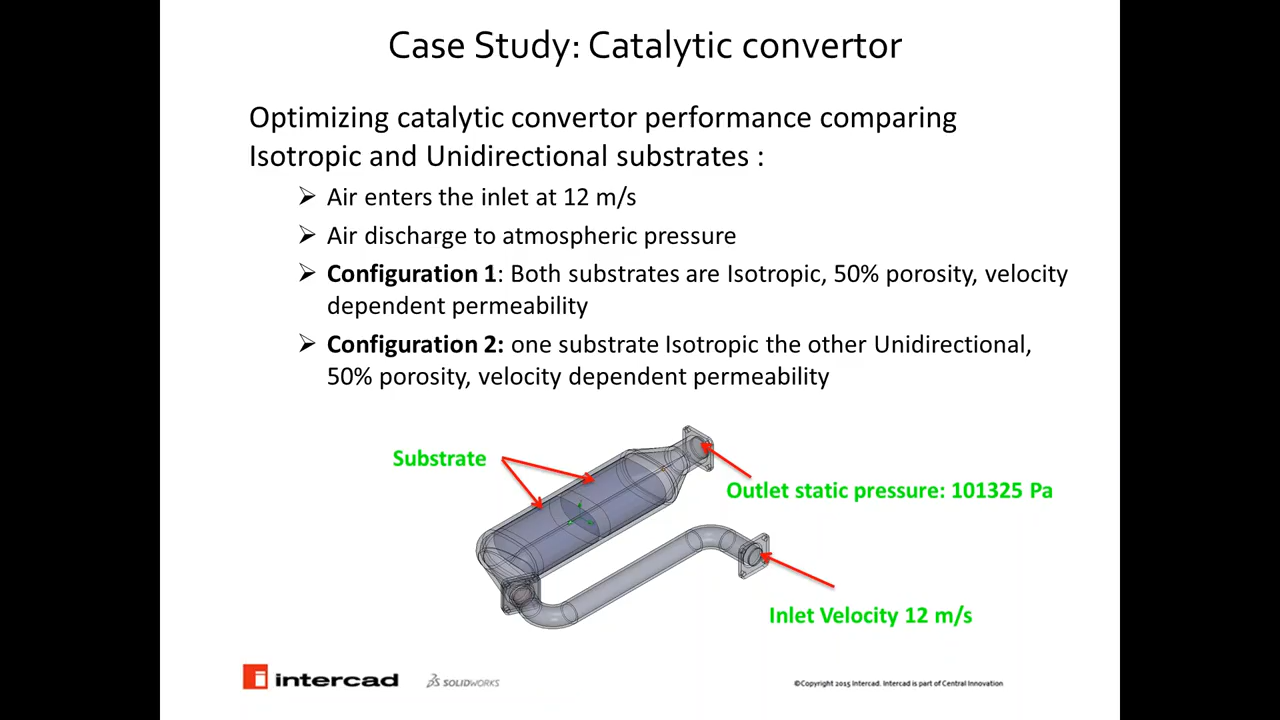 Case Study: Catalytic convertor
Optimizing catalytic convertor performance comparing
Isotropic and Unidirectional substrates :
➢ Air enters the inlet at 12 m/s
➢ Air discharge to atmospheric pressure
➢ Configuration 1: Both substrates are Isotropic, 50% porosity, velocity
dependent permeability
➢ Configuration 2: one substrate Isotropic the other Unidirectional,
50% porosity, velocity dependent permeability
Substrate
Outlet static pressure: 101325 Pa
Inlet Velocity 12 m/s
intercad
SOLIDWORKS
©Copyright 2015 Intercad. Intercad is part of Central Innovation